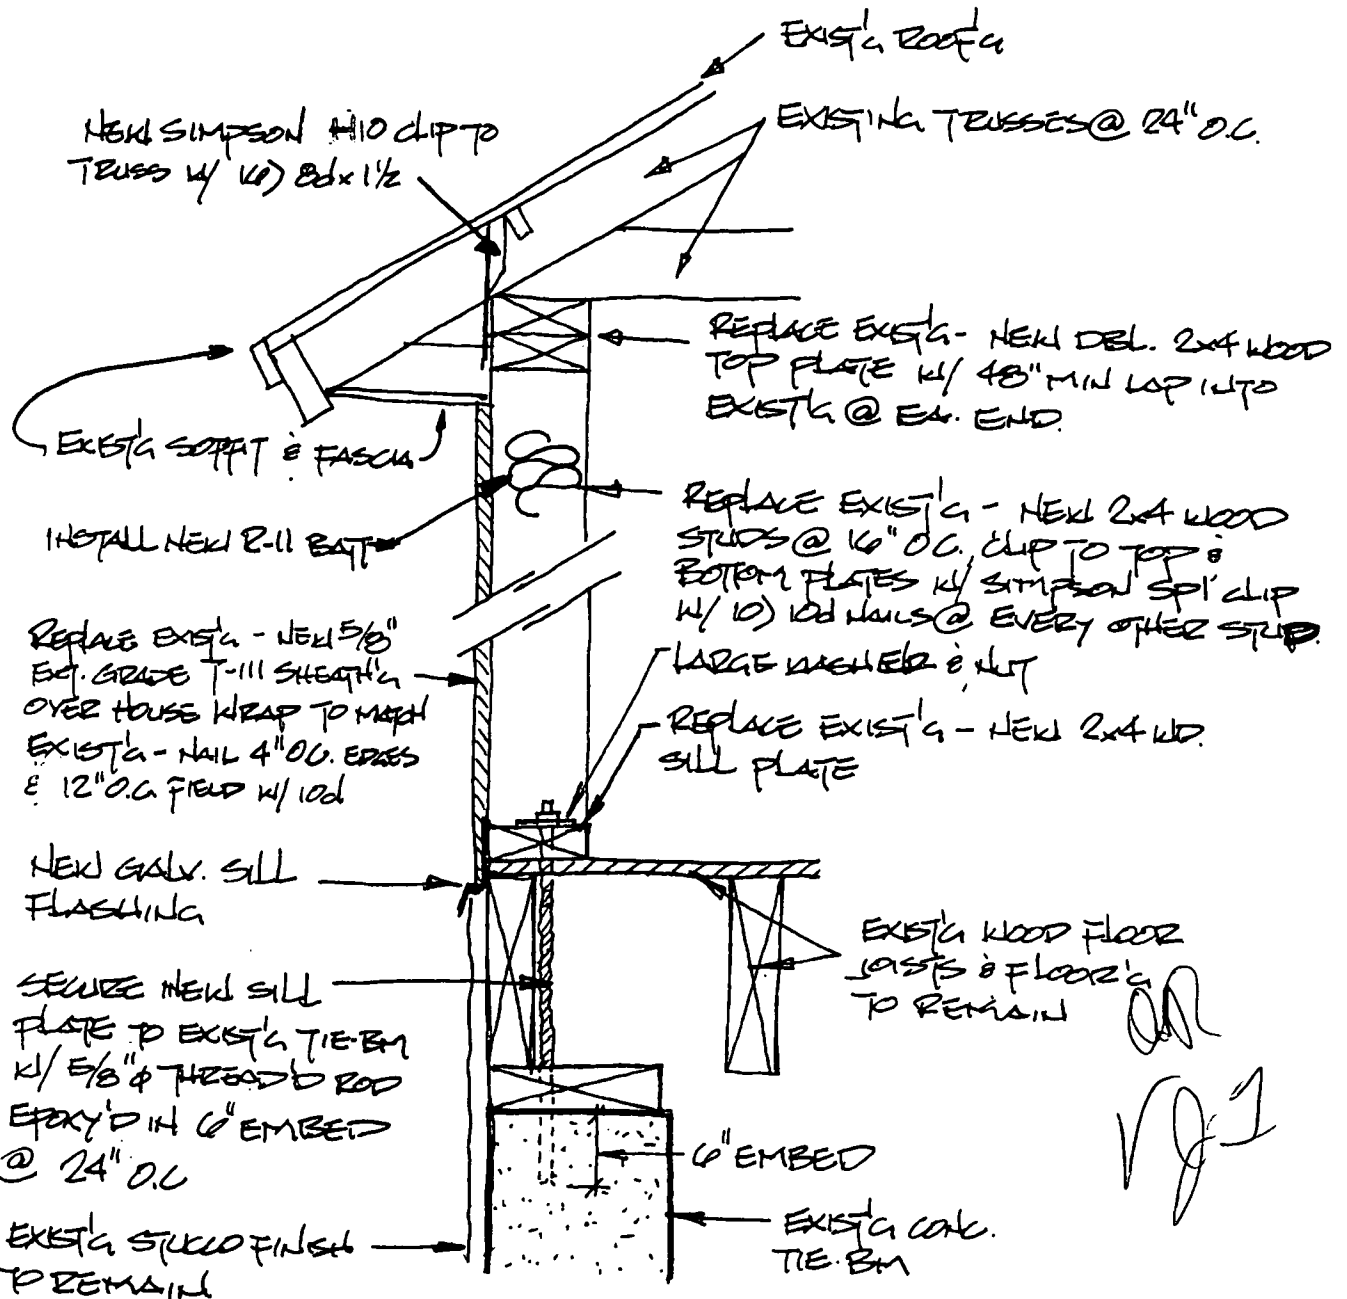 EXIST'G ROOF'G
EXISTING TRUSSES @ 24" O.C.
NEW SIMPSON H10 CLIP TO
TRUSS W/ 16) 8d x 1 1/2
REPLACE EXIST'G - NEW DBL. 2x4 WOOD
TOP PLATE W/ 48" MIN LAP INTO
EXIST'G @ EA. END.
EXIST'G SOFFIT & FASCIA
INSTALL NEW R-11 BATT
REPLACE EXIST'G - NEW 2x4 WOOD
STUDS @ 16" O.C. CLIP TO TOP &
BOTTOM PLATES W/ SIMPSON SP1 CLIP
W/ 10) 10d NAILS @ EVERY OTHER STUD.
REPLACE EXIST'G - NEW 5/8"
EXT. GRADE T-111 SHEATH'G
OVER HOUSE WRAP TO MATCH
EXIST'G - NAIL 4" O.C. EDGES
& 12" O.C. FIELD W/ 10d
LARGE WASHER & NUT
REPLACE EXIST'G - NEW 2x4 WD.
SILL PLATE
NEW GALV. SILL
FLASHING
EXIST'G WOOD FLOOR
JOISTS & FLOOR'G
TO REMAIN
SECURE NEW SILL
PLATE TO EXIST'G TIE-BM
W/ 5/8" ϕ THREAD'D ROD
EPOXY'D IN 6" EMBED
@ 24" O.C
6" EMBED
EXIST'G CONC.
TIE-BM
EXIST'G STUCCO FINISH
TO REMAIN